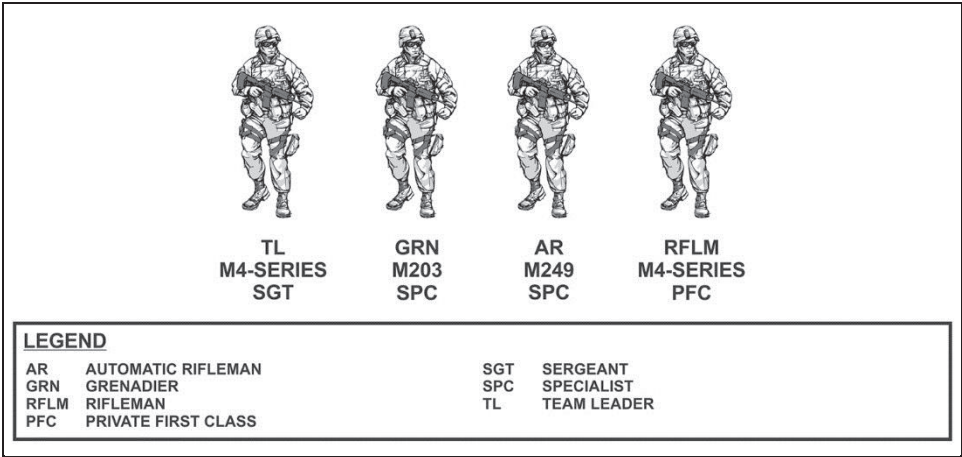 TL GRN AR RFLM
M4-SERIES M203 M249 M4-SERIES
SGT SPC SPC PFC
LEGEND
AR AUTOMATIC RIFLEMAN SGT SERGEANT
GRN GRENADIER SPC SPECIALIST
RFLM RIFLEMAN TL TEAM LEADER
PFC PRIVATE FIRST CLASS